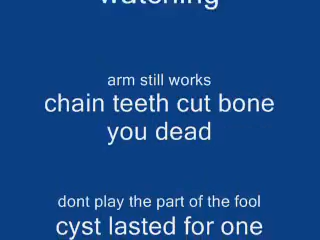 watching
arm still works
chain teeth cut bone
you dead
dont play the part of the fool
cyst lasted for one